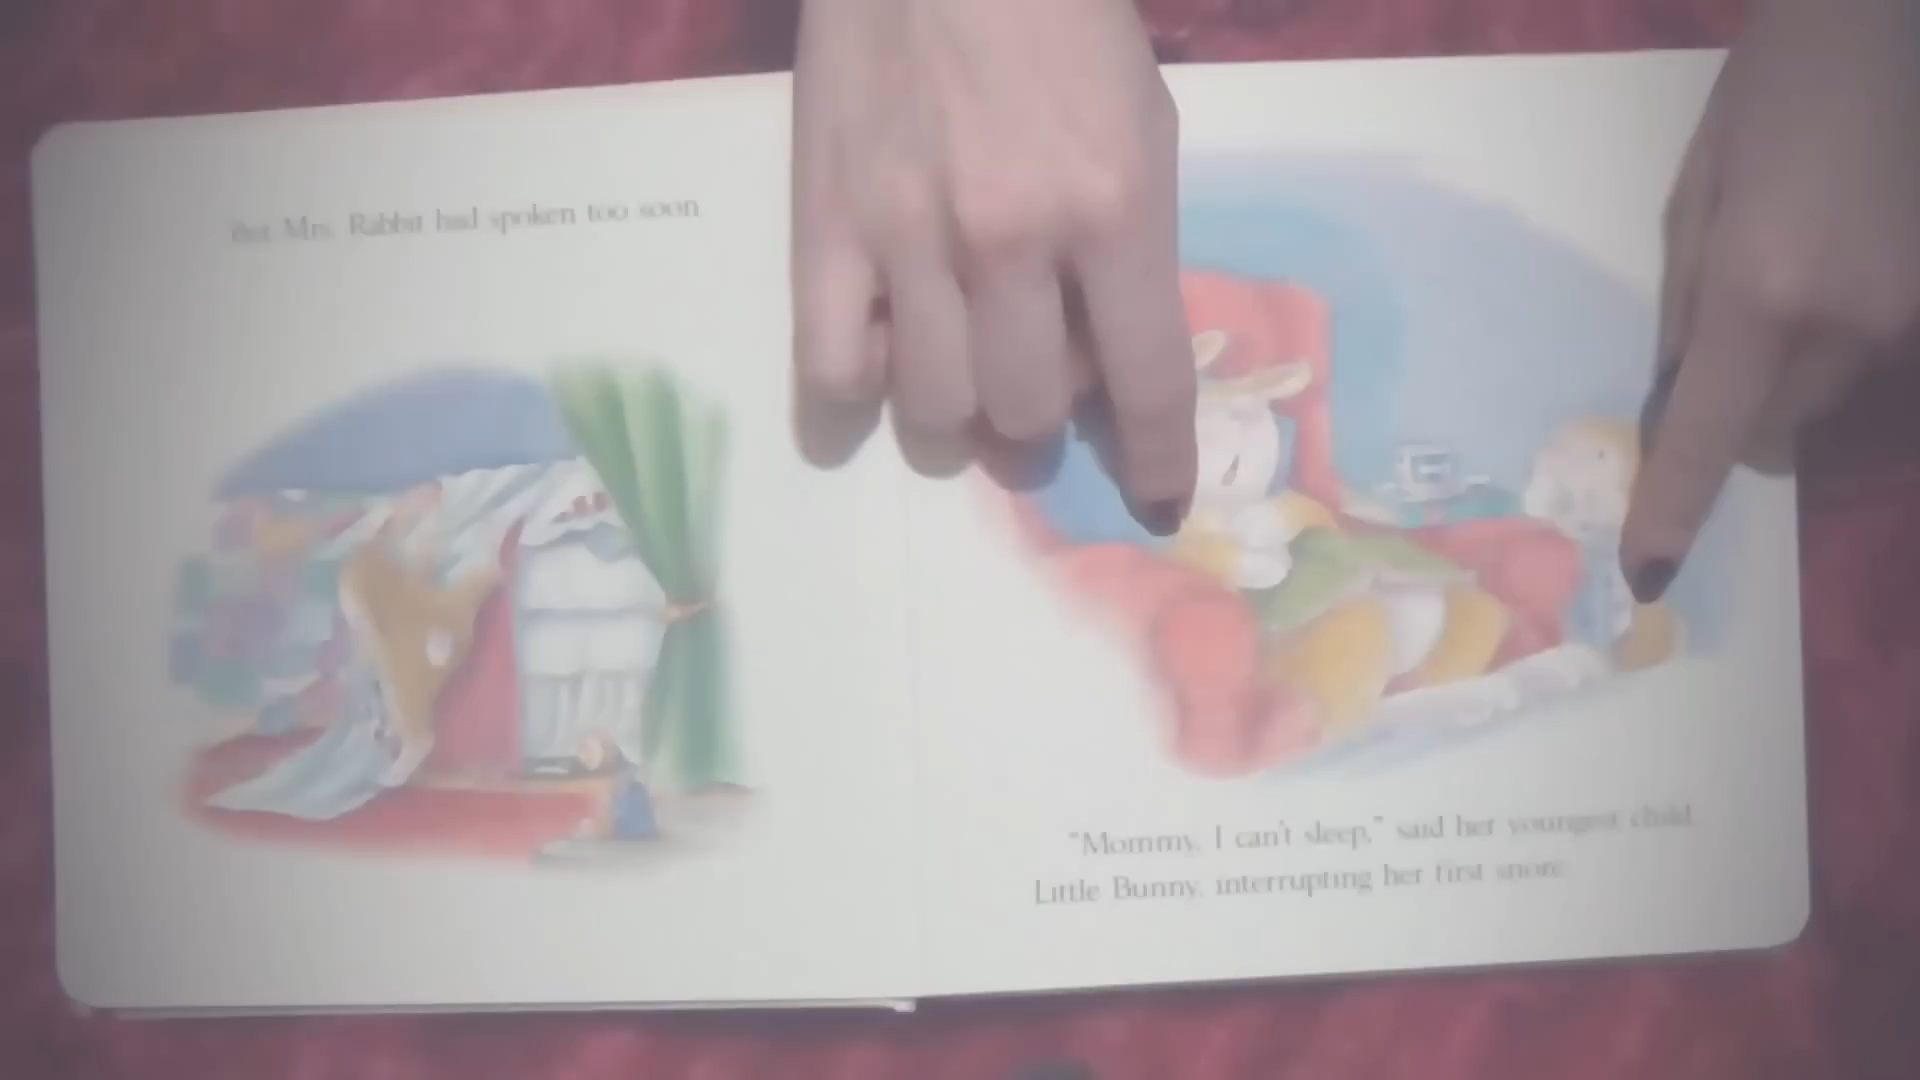 But Mrs. Rabbit had spoken too soon
"Mommy, I can't sleep," said her youngest child,
Little Bunny, interrupting her first snore.